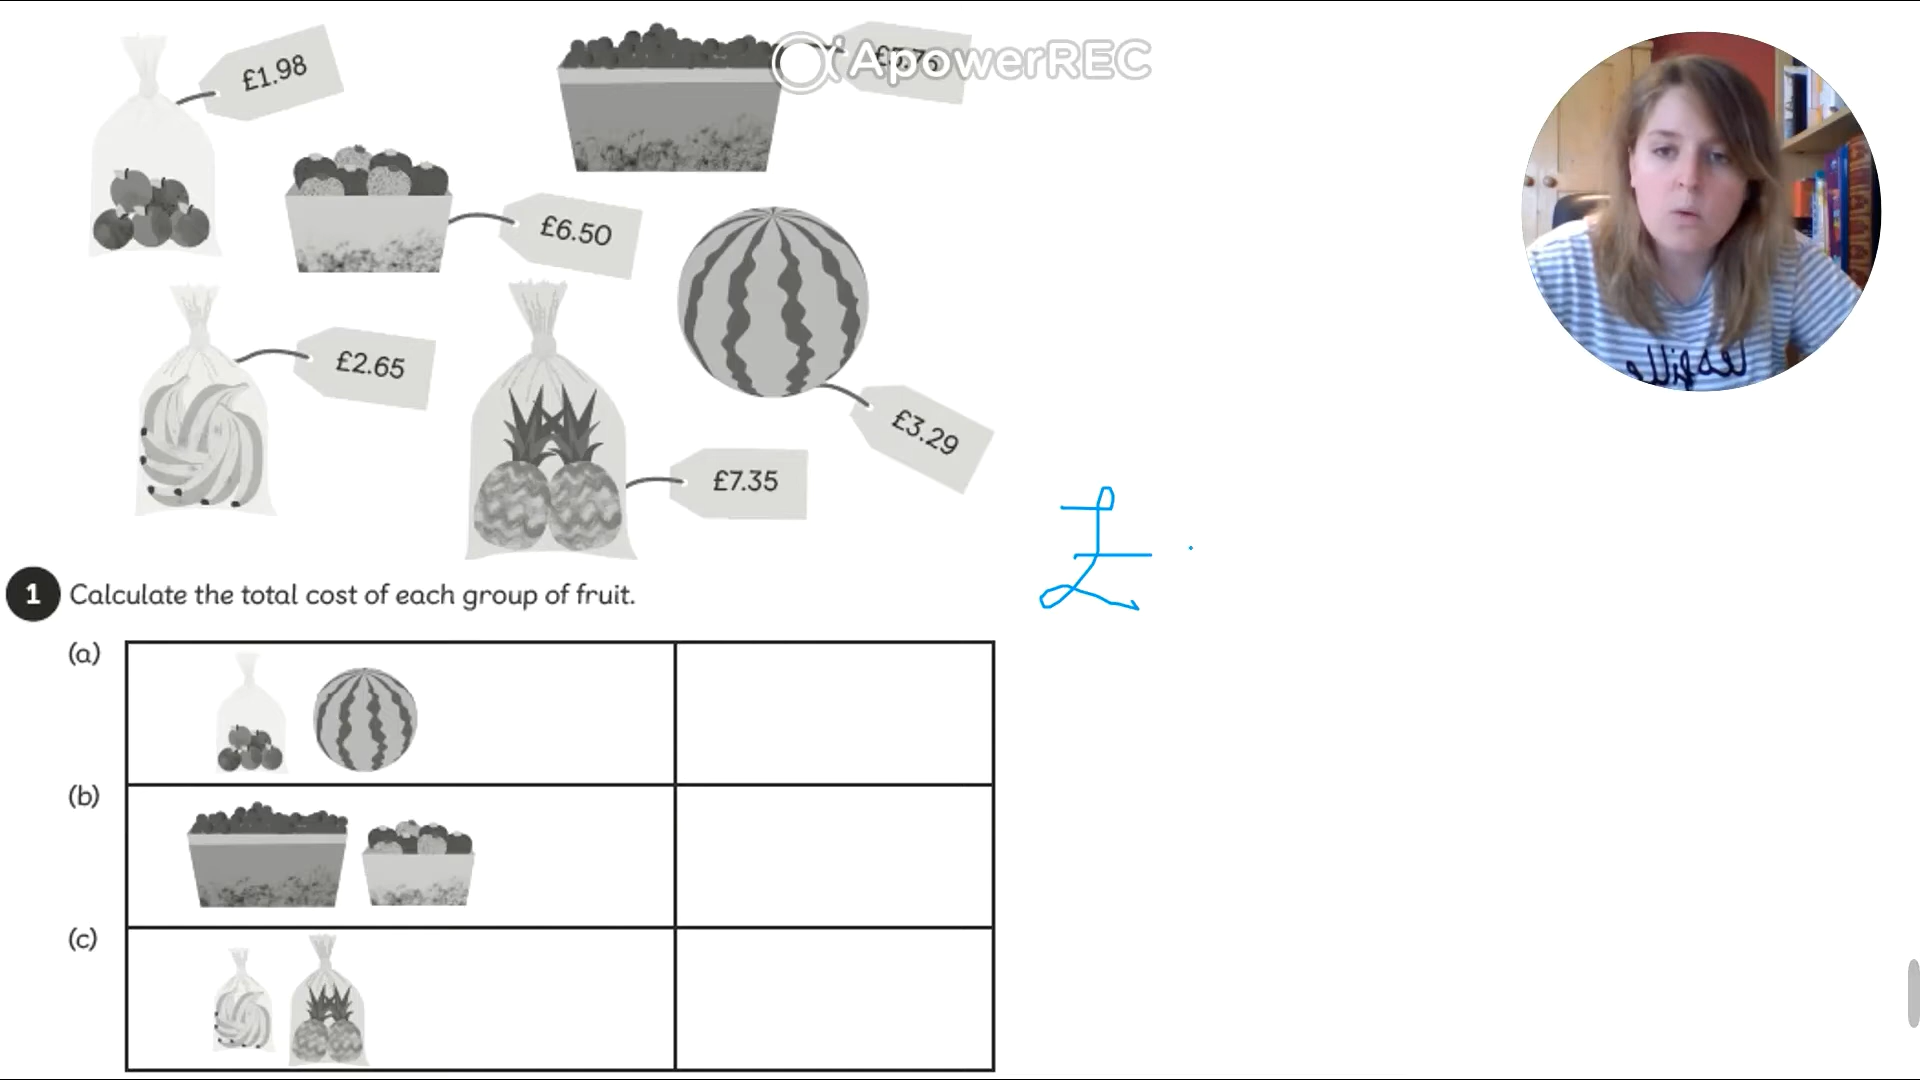 £1.98
ApowerREC
£6.50
£2.65
£3.29
£7.35
£ .
1 Calculate the total cost of each group of fruit.
(a)
(b)
(c)